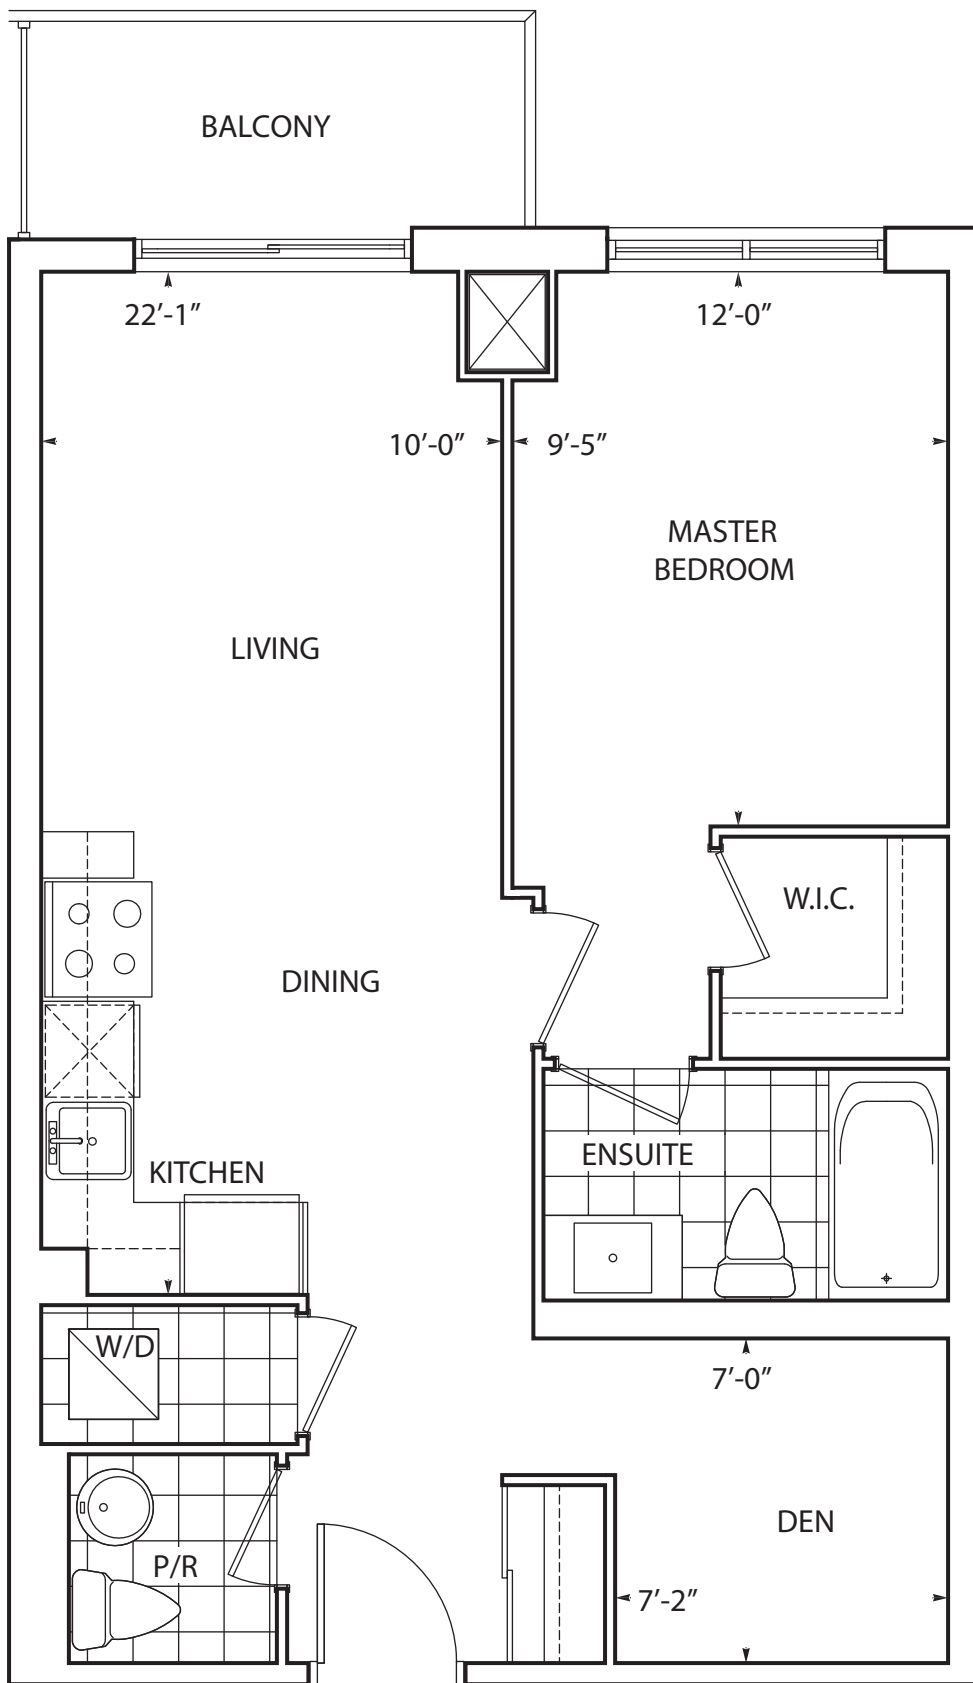 BALCONY
22’-1”
12’-0”
10’-0”
9’-5”
MASTER
BEDROOM
LIVING
W.I.C.
DINING
ENSUITE
KITCHEN
W/D
7’-0”
DEN
P/R
7’-2”